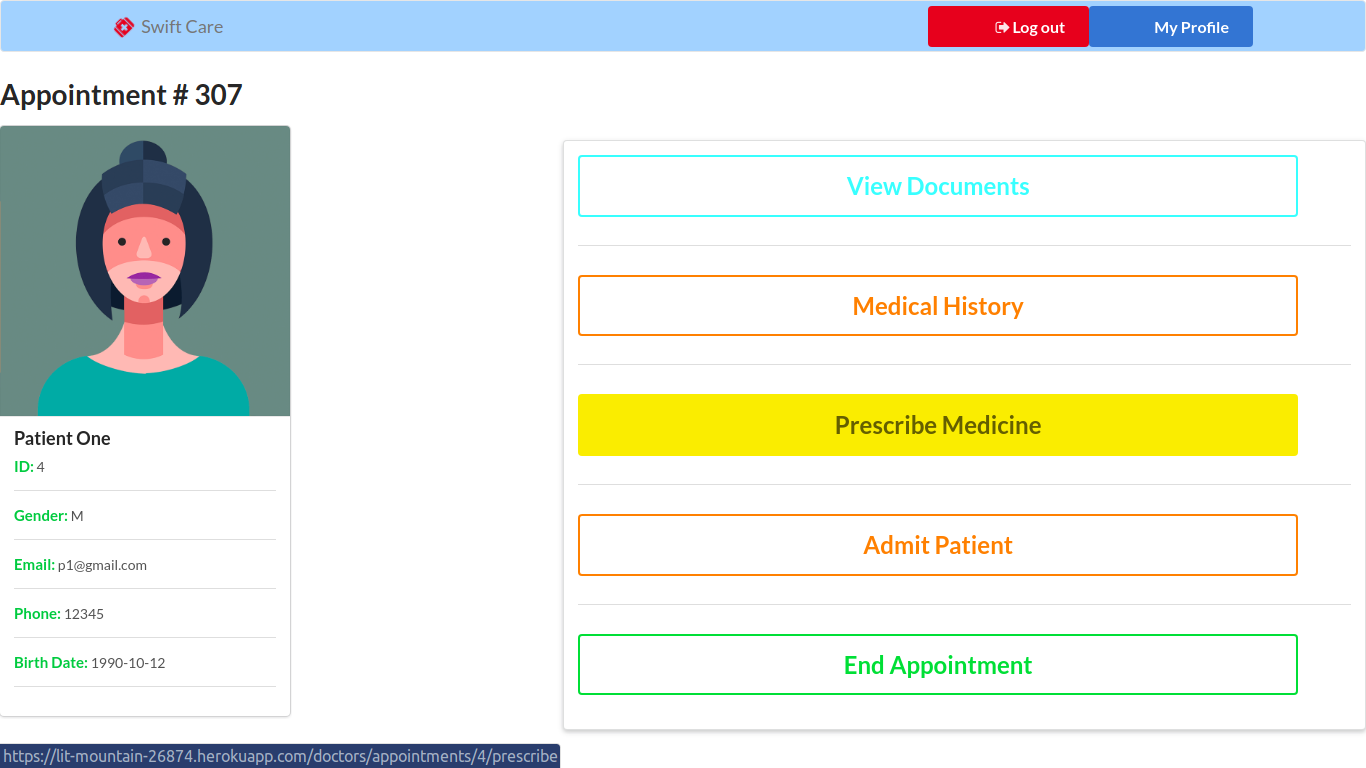 Swift Care
Log out
My Profile
Appointment # 307
Patient One
ID: 4
Gender: M
Email: p1@gmail.com
Phone: 12345
Birth Date: 1990-10-12
View Documents
Medical History
Prescribe Medicine
Admit Patient
End Appointment
https://lit-mountain-26874.herokuapp.com/doctors/appointments/4/prescribe